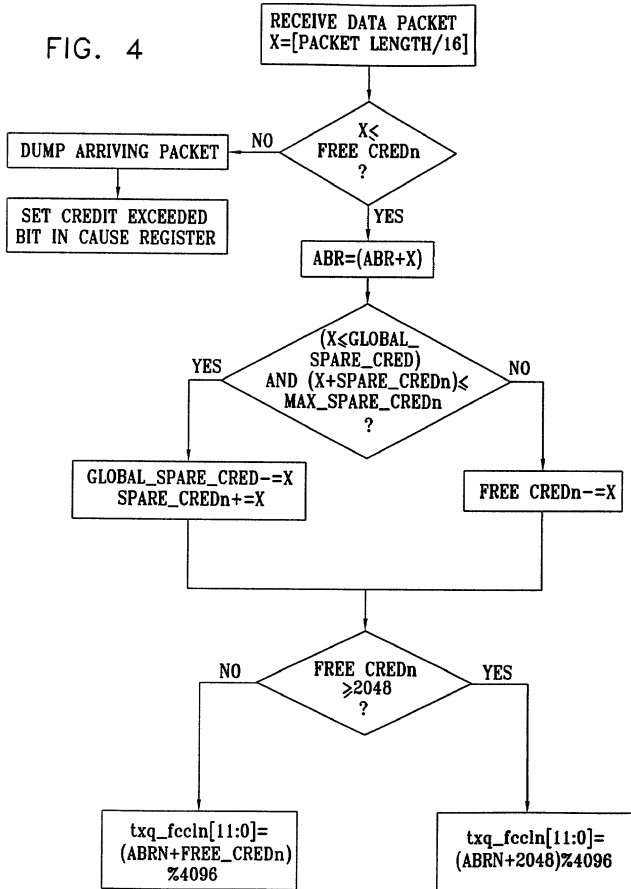 FIG. 4
RECEIVE DATA PACKET
X=[PACKET LENGTH/16]
X≤
FREE CREDn
?
NO
DUMP ARRIVING PACKET
SET CREDIT EXCEEDED
BIT IN CAUSE REGISTER
YES
ABR=(ABR+X)
(X≤GLOBAL_
SPARE_CRED)
AND (X+SPARE_CREDn)≤
MAX_SPARE_CREDn
?
YES
NO
GLOBAL_SPARE_CRED-=X
SPARE_CREDn+=X
FREE CREDn-=X
FREE CREDn
≥2048
?
NO
YES
txq_fccln[11:0]=
(ABRN+FREE_CREDn)
%4096
txq_fccln[11:0]=
(ABRN+2048)%4096